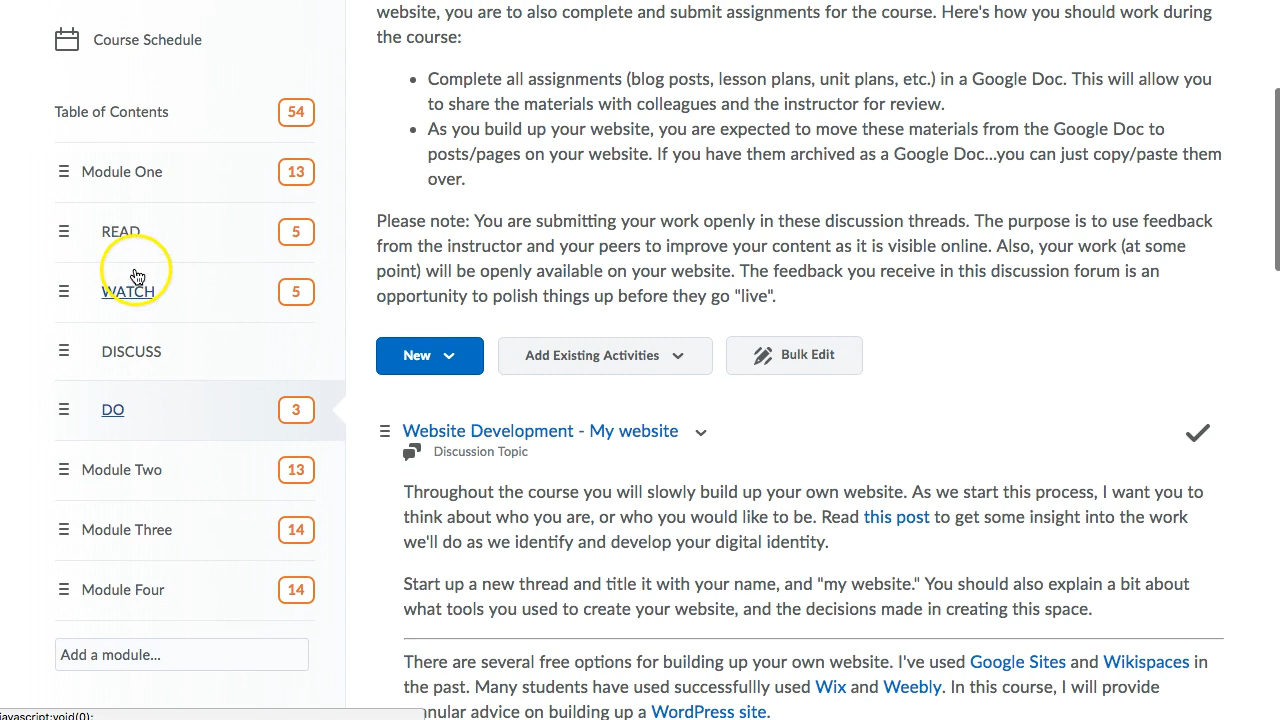 Course Schedule
Table of Contents 54
Module One 13
READ 5
WATCH 5
DISCUSS
DO 3
Module Two 13
Module Three 14
Module Four 14
Add a module...
javascript:void(0);
website, you are to also complete and submit assignments for the course. Here's how you should work during
the course:
Complete all assignments (blog posts, lesson plans, unit plans, etc.) in a Google Doc. This will allow you
to share the materials with colleagues and the instructor for review.
As you build up your website, you are expected to move these materials from the Google Doc to
posts/pages on your website. If you have them archived as a Google Doc...you can just copy/paste them
over.
Please note: You are submitting your work openly in these discussion threads. The purpose is to use feedback
from the instructor and your peers to improve your content as it is visible online. Also, your work (at some
point) will be openly available on your website. The feedback you receive in this discussion forum is an
opportunity to polish things up before they go "live".
New Add Existing Activities Bulk Edit
Website Development - My website
Discussion Topic
Throughout the course you will slowly build up your own website. As we start this process, I want you to
think about who you are, or who you would like to be. Read this post to get some insight into the work
we'll do as we identify and develop your digital identity.
Start up a new thread and title it with your name, and "my website." You should also explain a bit about
what tools you used to create your website, and the decisions made in creating this space.
There are several free options for building up your own website. I've used Google Sites and Wikispaces in
the past. Many students have used successfullly used Wix and Weebly. In this course, I will provide
advice on building up a WordPress site.